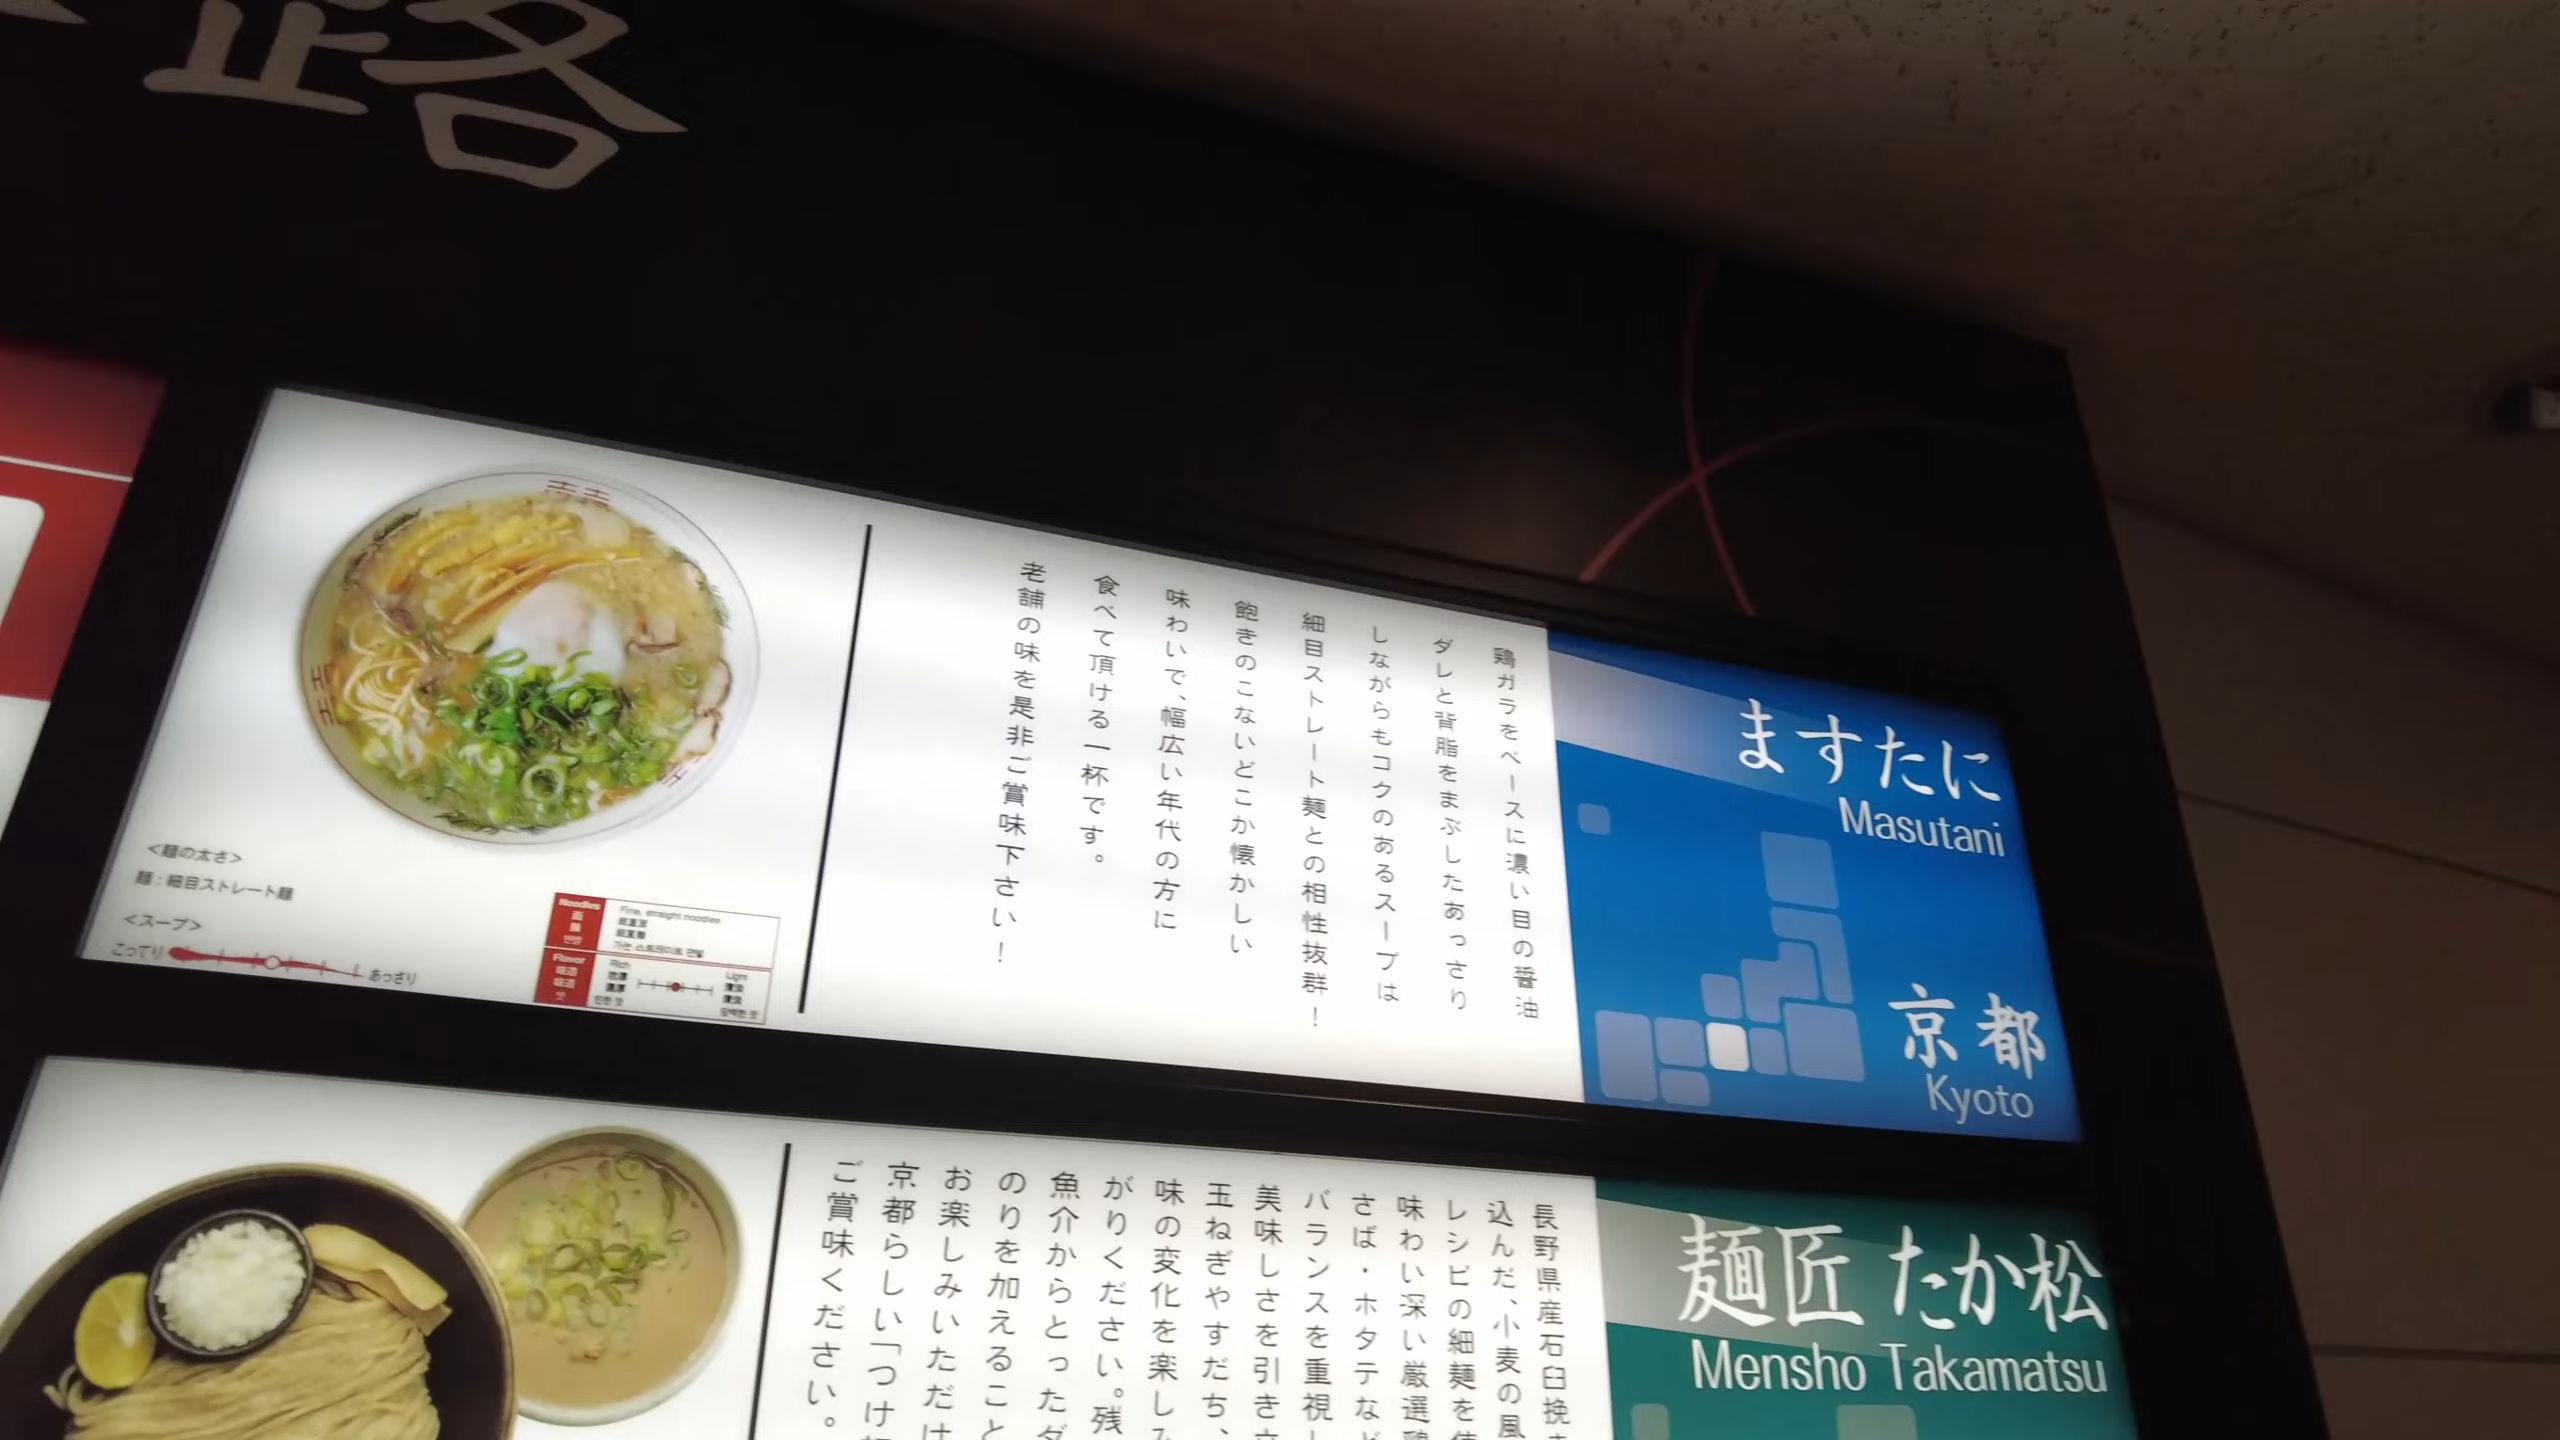 路
ますたに
Masutani
京都
Kyoto
鶏ガラをベースに濃い目の醤油
ダレと背脂をまぶしたあっさり
しながらもコクのあるスープは
細目ストレート麺との相性抜群！
飽きのこないどこか懐かしい
味わいで、幅広い年代の方に
食べて頂ける一杯です。
老舗の味を是非ご賞味下さい！
<麺の太さ>
麺：細目ストレート麺
<スープ>
こってり
あっさり
Noodles
Fine, straight noodles
Flavor
Rich
Light
麺匠 たか松
Mensho Takamatsu
長野県産石臼挽
込んだ、小麦の風
レシピの細麺を
味わい深い厳選
さば・ホタテなど
バランスを重視し
美味しさを引き立
玉ねぎやすだち、
味の変化を楽しみ
がりください。残
魚介からとったダ
のりを加えること
お楽しみいただけ
京都らしい「つけ
ご賞味ください。